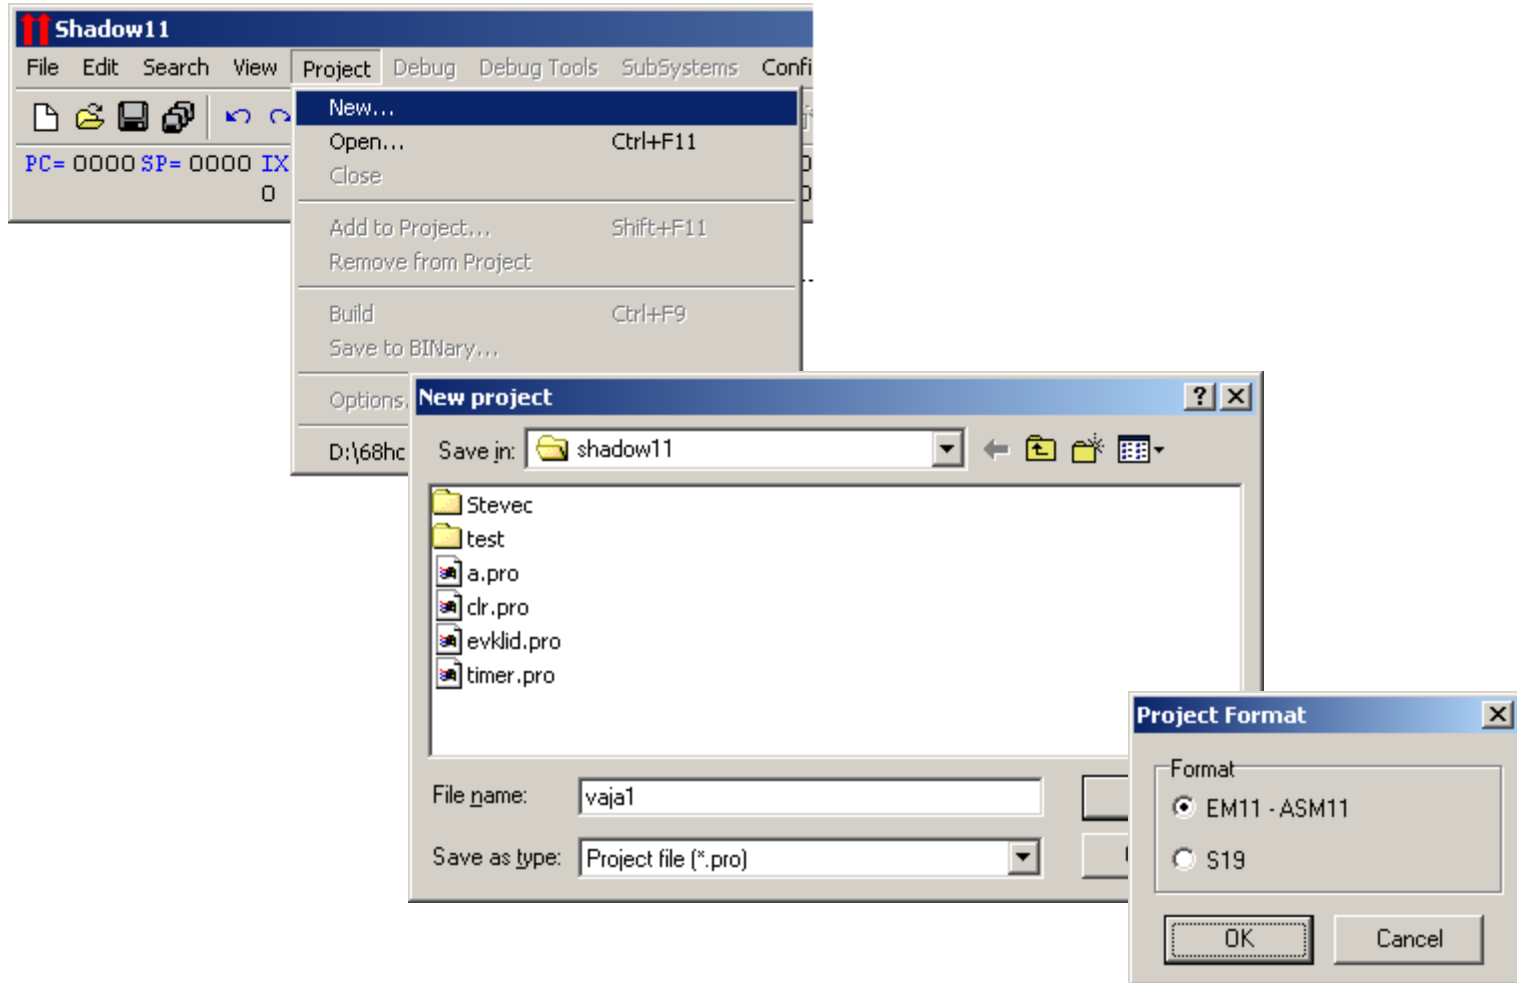 Shadow11
File Edit Search View Project Debug Debug Tools SubSystems Confi
New...
Open... Ctrl+F11
PC= 0000 SP= 0000 IX
0
Close
Add to Project... Shift+F11
Remove from Project
Build Ctrl+F9
Save to BINary...
Options.
D:\68hc
New project
Save in: shadow11
Stevec
test
a.pro
clr.pro
evklid.pro
timer.pro
File name: vaja1
Save as type: Project file (*.pro)
Project Format
Format
EM11 - ASM11
S19
OK Cancel